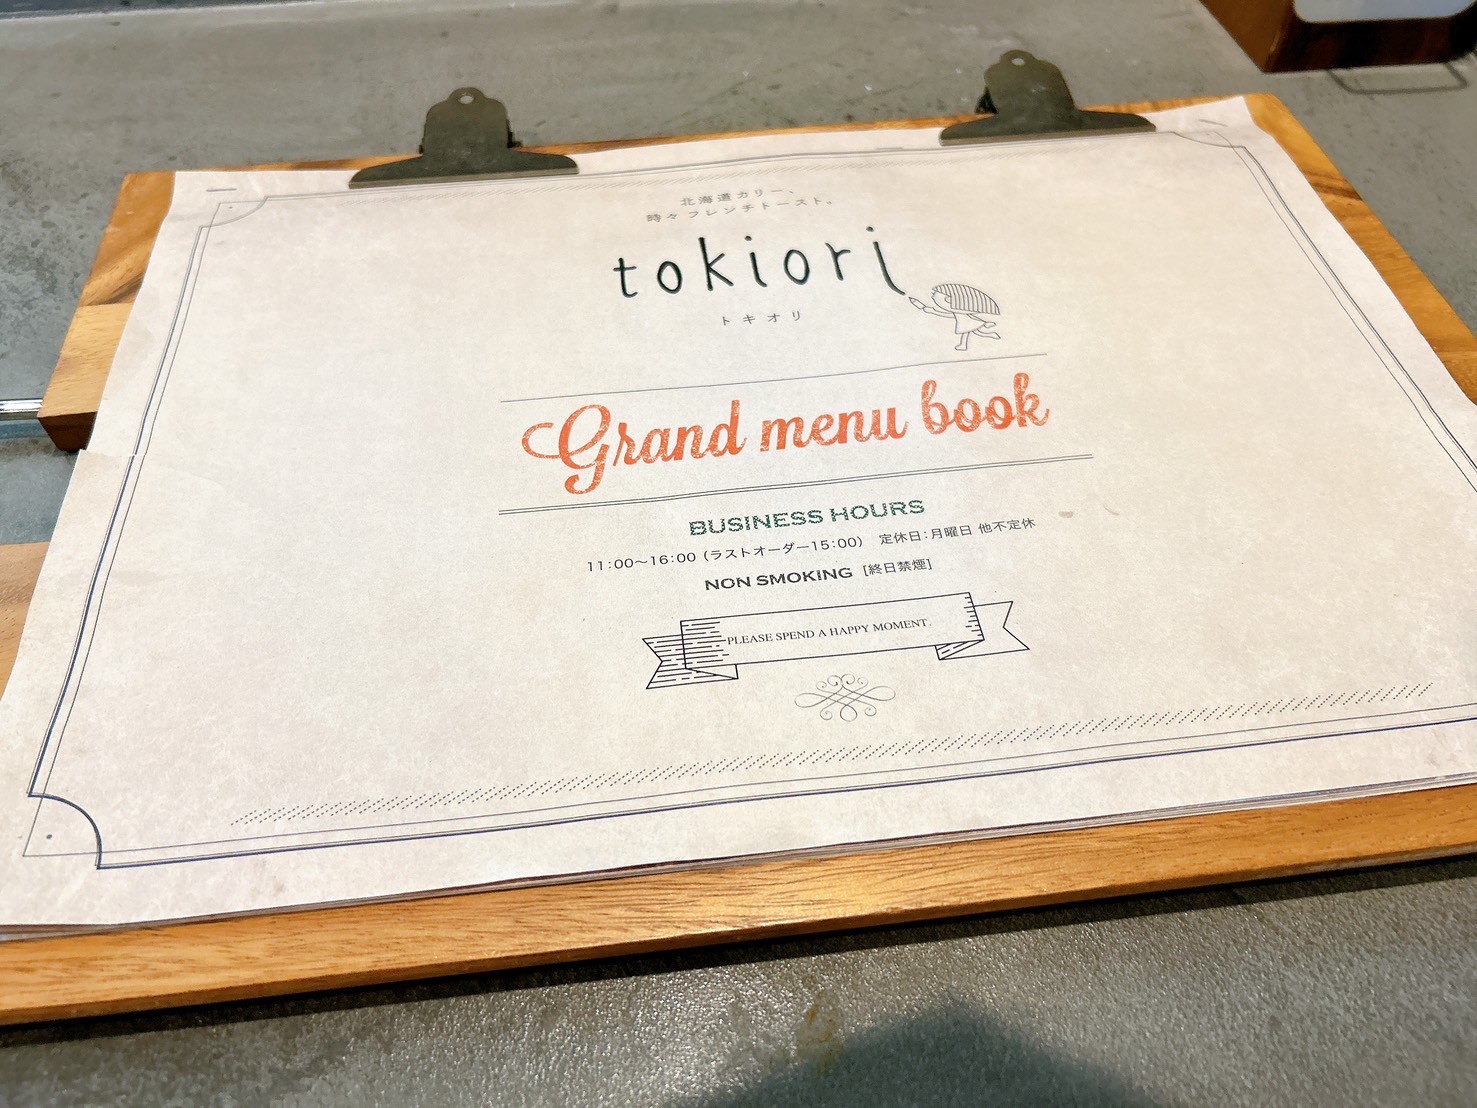 北海道カリー、
時々フレンチトースト。
tokiori
トキオリ
Grand menu book
BUSINESS HOURS
11:00〜16:00（ラストオーダー15:00） 定休日：月曜日 他不定休
NON SMOKING [終日禁煙]
PLEASE SPEND A HAPPY MOMENT.